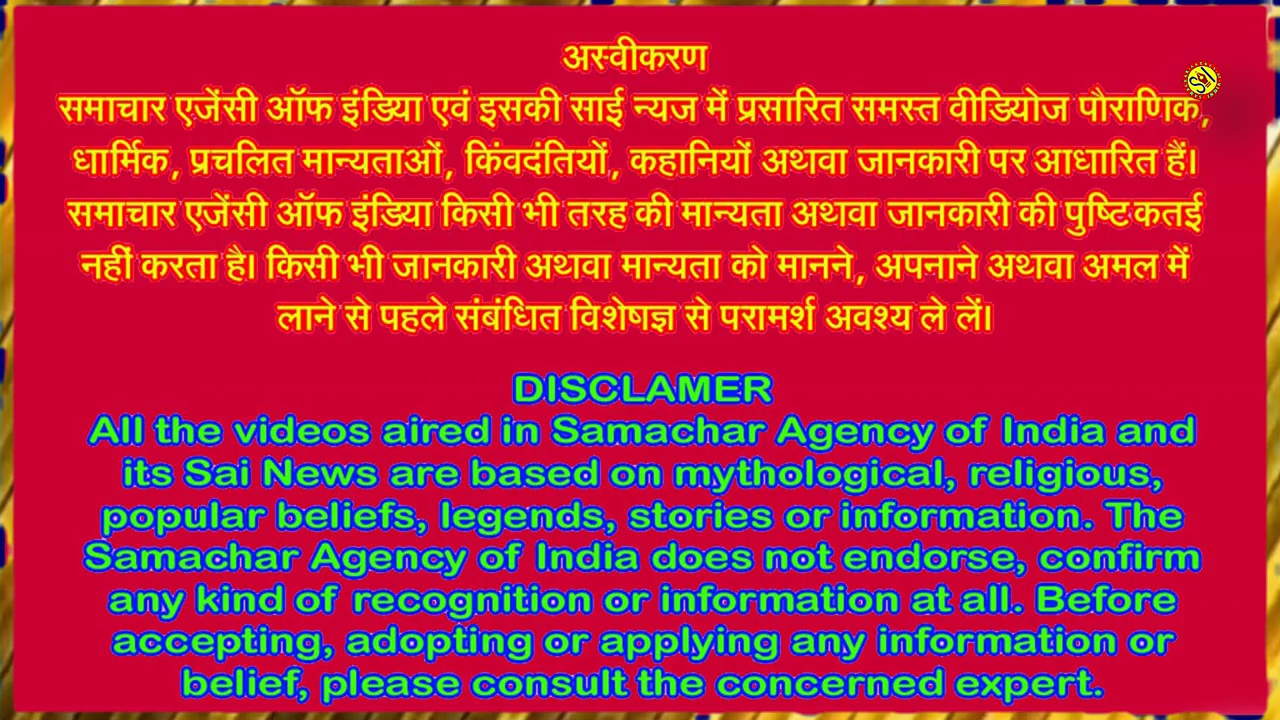 अस्वीकरण
SAI
समाचार एजेंसी ऑफ इंडिया एवं इसकी साई न्यज में प्रसारित समस्त वीडियोज पौराणिक,
धार्मिक, प्रचलित मान्यताओं, किंवदंतियों, कहानियों अथवा जानकारी पर आधारित हैं।
समाचार एजेंसी ऑफ इंडिया किसी भी तरह की मान्यता अथवा जानकारी की पुष्टि कतई
नहीं करता है। किसी भी जानकारी अथवा मान्यता को मानने, अपनाने अथवा अमल में
लाने से पहले संबंधित विशेषज्ञ से परामर्श अवश्य ले लें।
DISCLAMER
All the videos aired in Samachar Agency of India and
its Sai News are based on mythological, religious,
popular beliefs, legends, stories or information. The
Samachar Agency of India does not endorse, confirm
any kind of recognition or information at all. Before
accepting, adopting or applying any information or
belief, please consult the concerned expert.